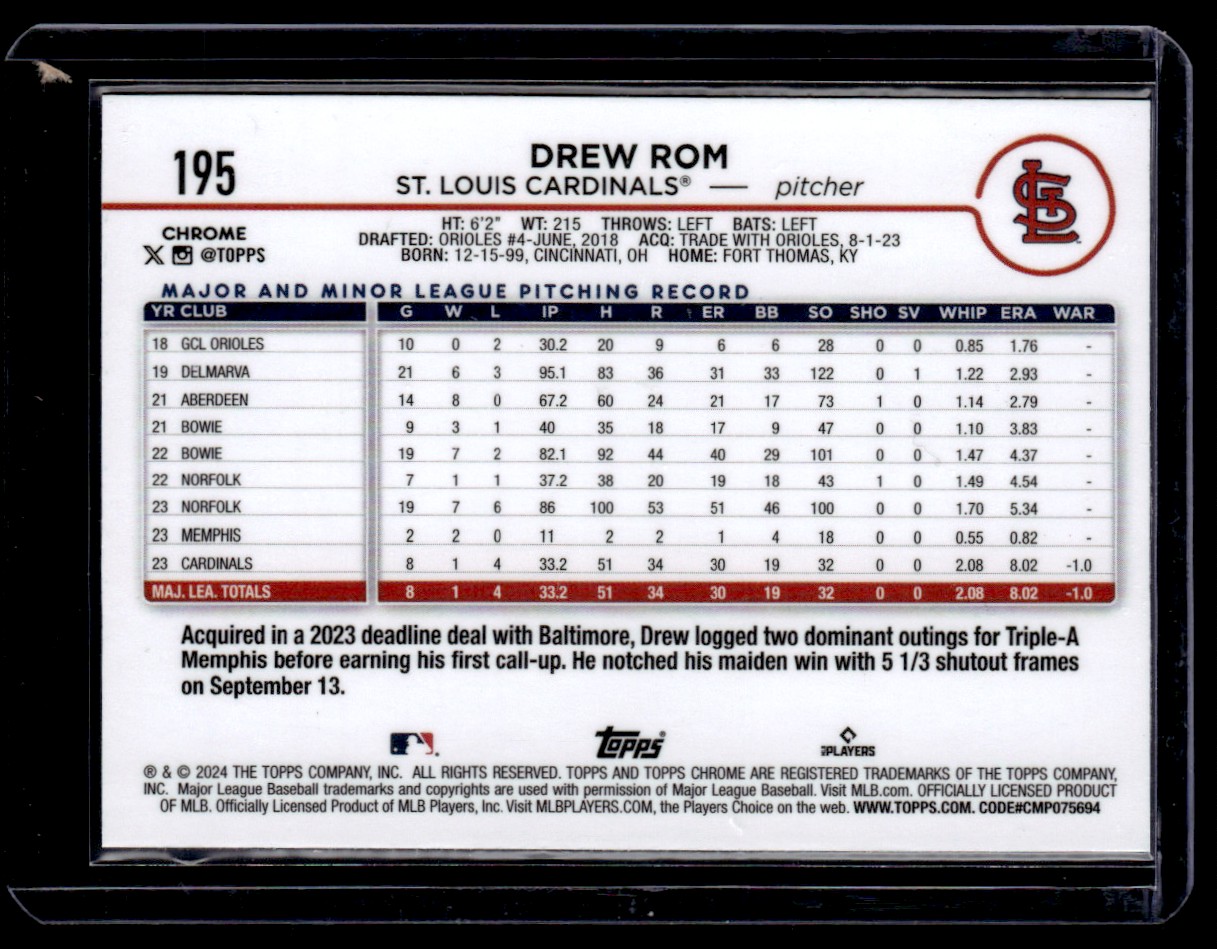 195
DREW ROM
ST. LOUIS CARDINALS® — pitcher
STL
CHROME
@TOPPS
HT: 6'2" WT: 215 THROWS: LEFT BATS: LEFT
DRAFTED: ORIOLES #4-JUNE, 2018 ACQ: TRADE WITH ORIOLES, 8-1-23
BORN: 12-15-99, CINCINNATI, OH HOME: FORT THOMAS, KY
MAJOR AND MINOR LEAGUE PITCHING RECORD
YR CLUB G W L IP H R ER BB SO SHO SV WHIP ERA WAR
18 GCL ORIOLES 10 0 2 30.2 20 9 6 6 28 0 0 0.85 1.76 -
19 DELMARVA 21 6 3 95.1 83 36 31 33 122 0 1 1.22 2.93 -
21 ABERDEEN 14 8 0 67.2 60 24 21 17 73 1 0 1.14 2.79 -
21 BOWIE 9 3 1 40 35 18 17 9 47 0 0 1.10 3.83 -
22 BOWIE 19 7 2 82.1 92 44 40 29 101 0 0 1.47 4.37 -
22 NORFOLK 7 1 1 37.2 38 20 19 18 43 1 0 1.49 4.54 -
23 NORFOLK 19 7 6 86 100 53 51 46 100 0 0 1.70 5.34 -
23 MEMPHIS 2 2 0 11 2 2 1 4 18 0 0 0.55 0.82 -
23 CARDINALS 8 1 4 33.2 51 34 30 19 32 0 0 2.08 8.02 -1.0
MAJ. LEA. TOTALS 8 1 4 33.2 51 34 30 19 32 0 0 2.08 8.02 -1.0
Acquired in a 2023 deadline deal with Baltimore, Drew logged two dominant outings for Triple-A
Memphis before earning his first call-up. He notched his maiden win with 5 1/3 shutout frames
on September 13.
Topps®
MLB PLAYERS
® & © 2024 THE TOPPS COMPANY, INC. ALL RIGHTS RESERVED. TOPPS AND TOPPS CHROME ARE REGISTERED TRADEMARKS OF THE TOPPS COMPANY,
INC. Major League Baseball trademarks and copyrights are used with permission of Major League Baseball. Visit MLB.com. OFFICIALLY LICENSED PRODUCT
OF MLB. Officially Licensed Product of MLB Players, Inc. Visit MLBPLAYERS.COM, the Players Choice on the web. WWW.TOPPS.COM. CODE#CMP075694